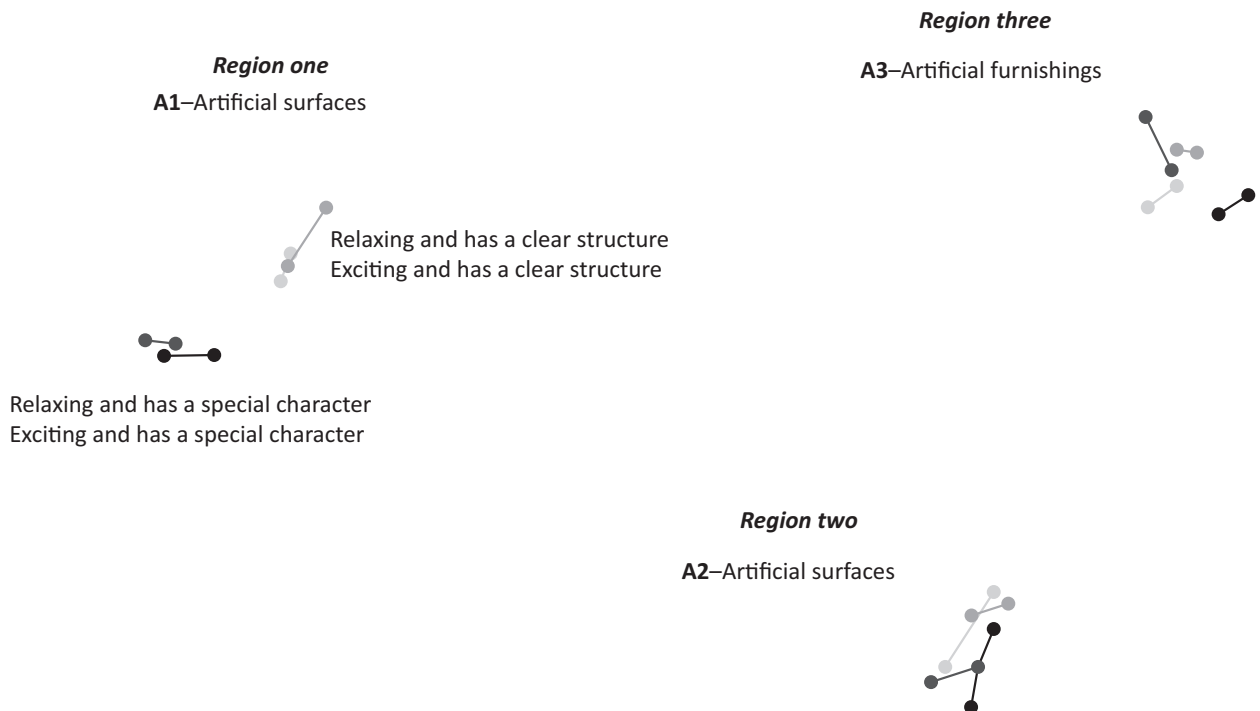 Region three
A3–Artificial furnishings
Region one
A1–Artificial surfaces
Relaxing and has a clear structure
Exciting and has a clear structure
Relaxing and has a special character
Exciting and has a special character
Region two
A2–Artificial surfaces